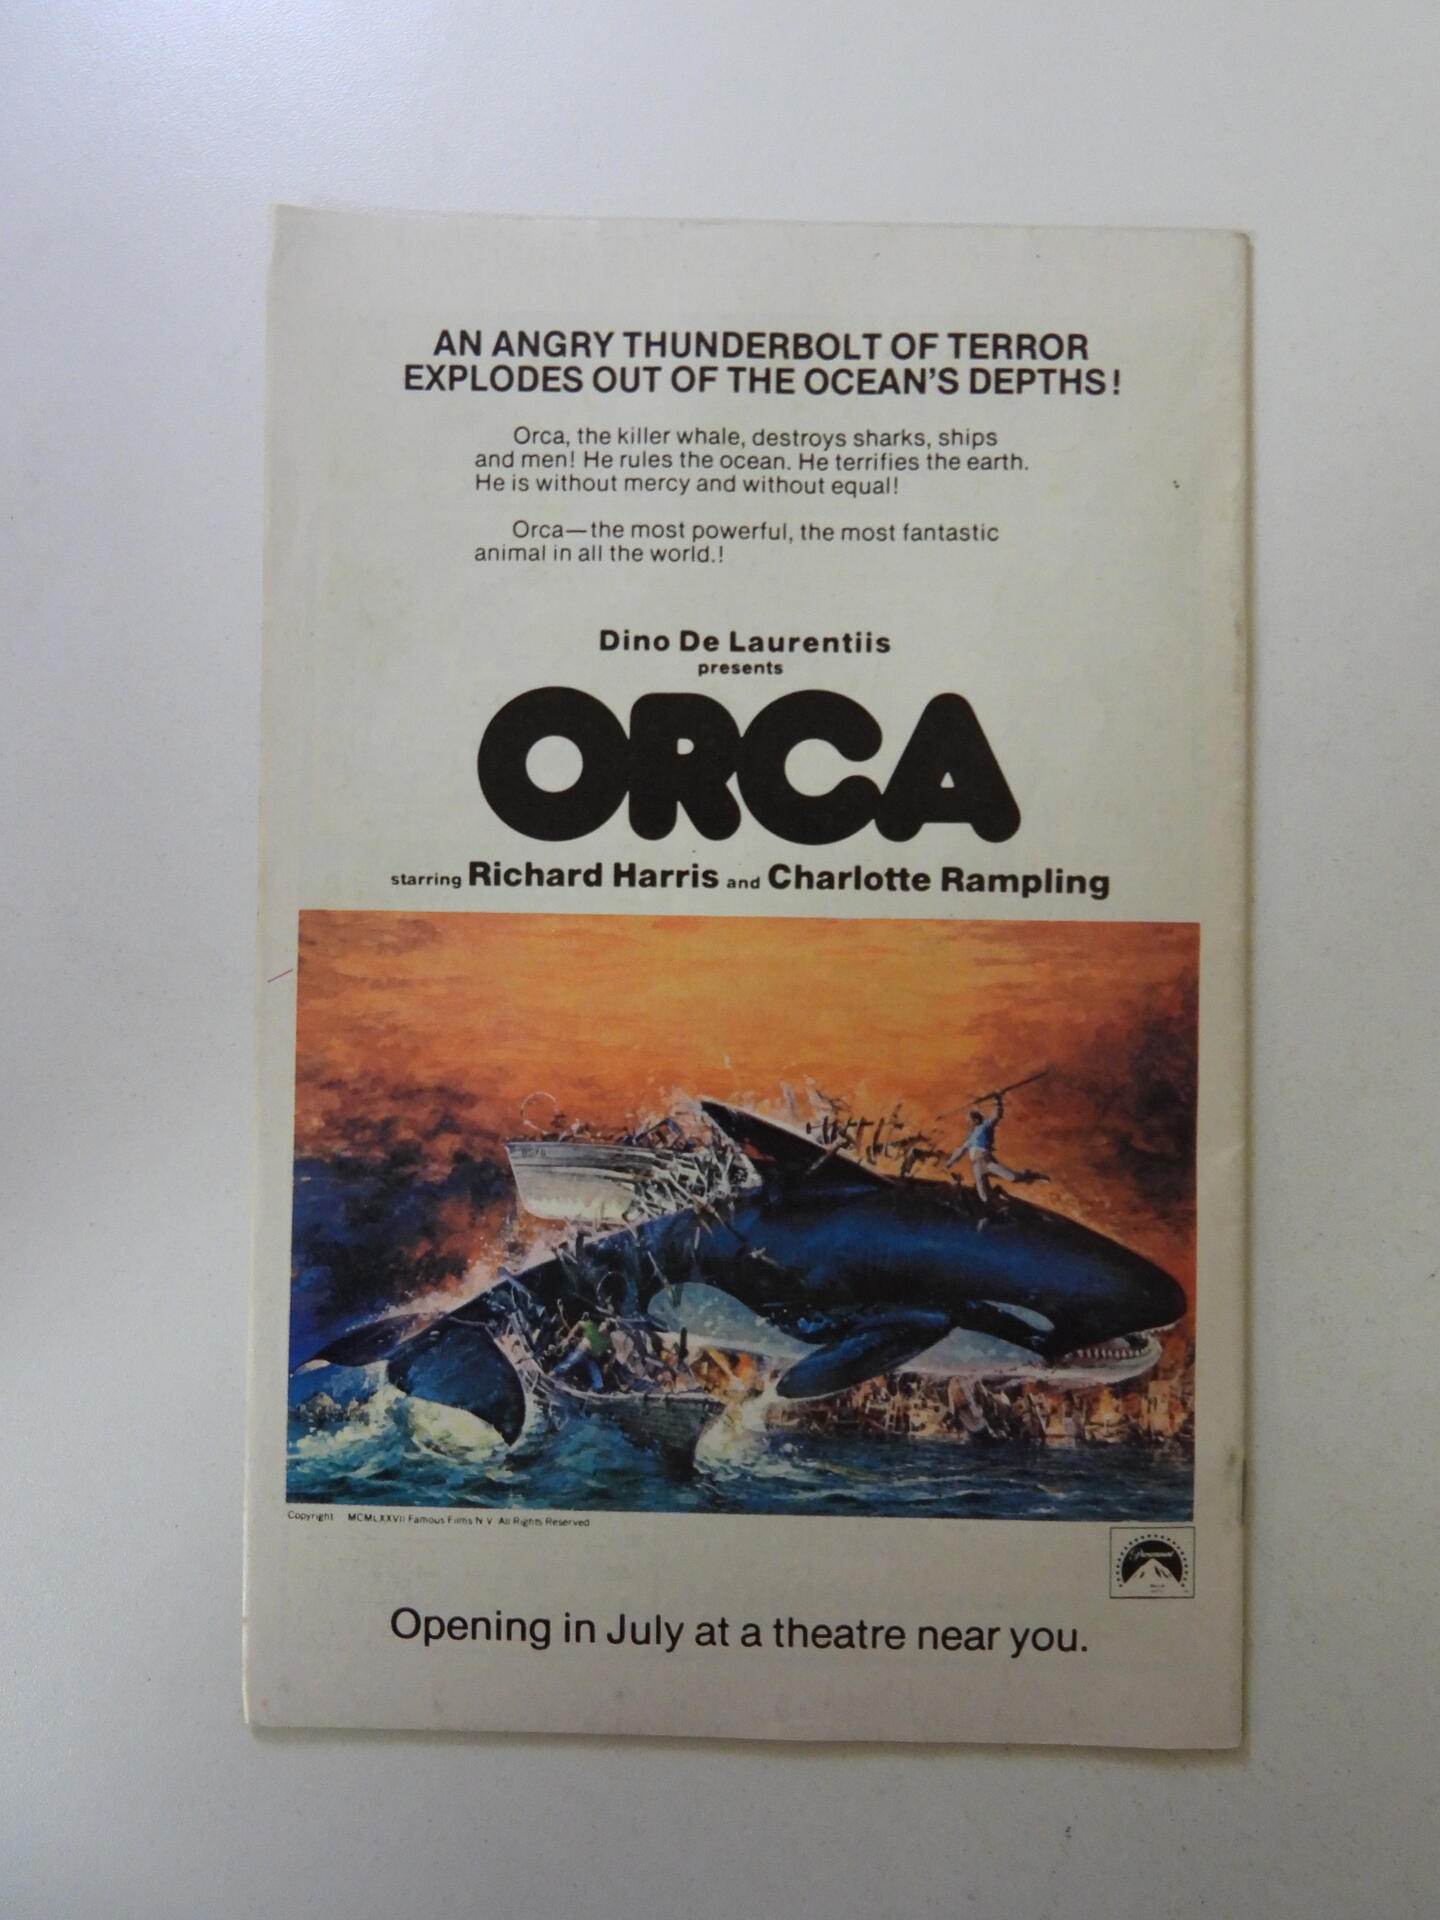 AN ANGRY THUNDERBOLT OF TERROR
EXPLODES OUT OF THE OCEAN'S DEPTHS!
Orca, the killer whale, destroys sharks, ships
and men! He rules the ocean. He terrifies the earth.
He is without mercy and without equal!
Orca—the most powerful, the most fantastic
animal in all the world.!
Dino De Laurentiis
presents
ORCA
starring Richard Harris and Charlotte Rampling
Copyright MCMLXXVII Famous Films N V All Rights Reserved
Paramount
Opening in July at a theatre near you.